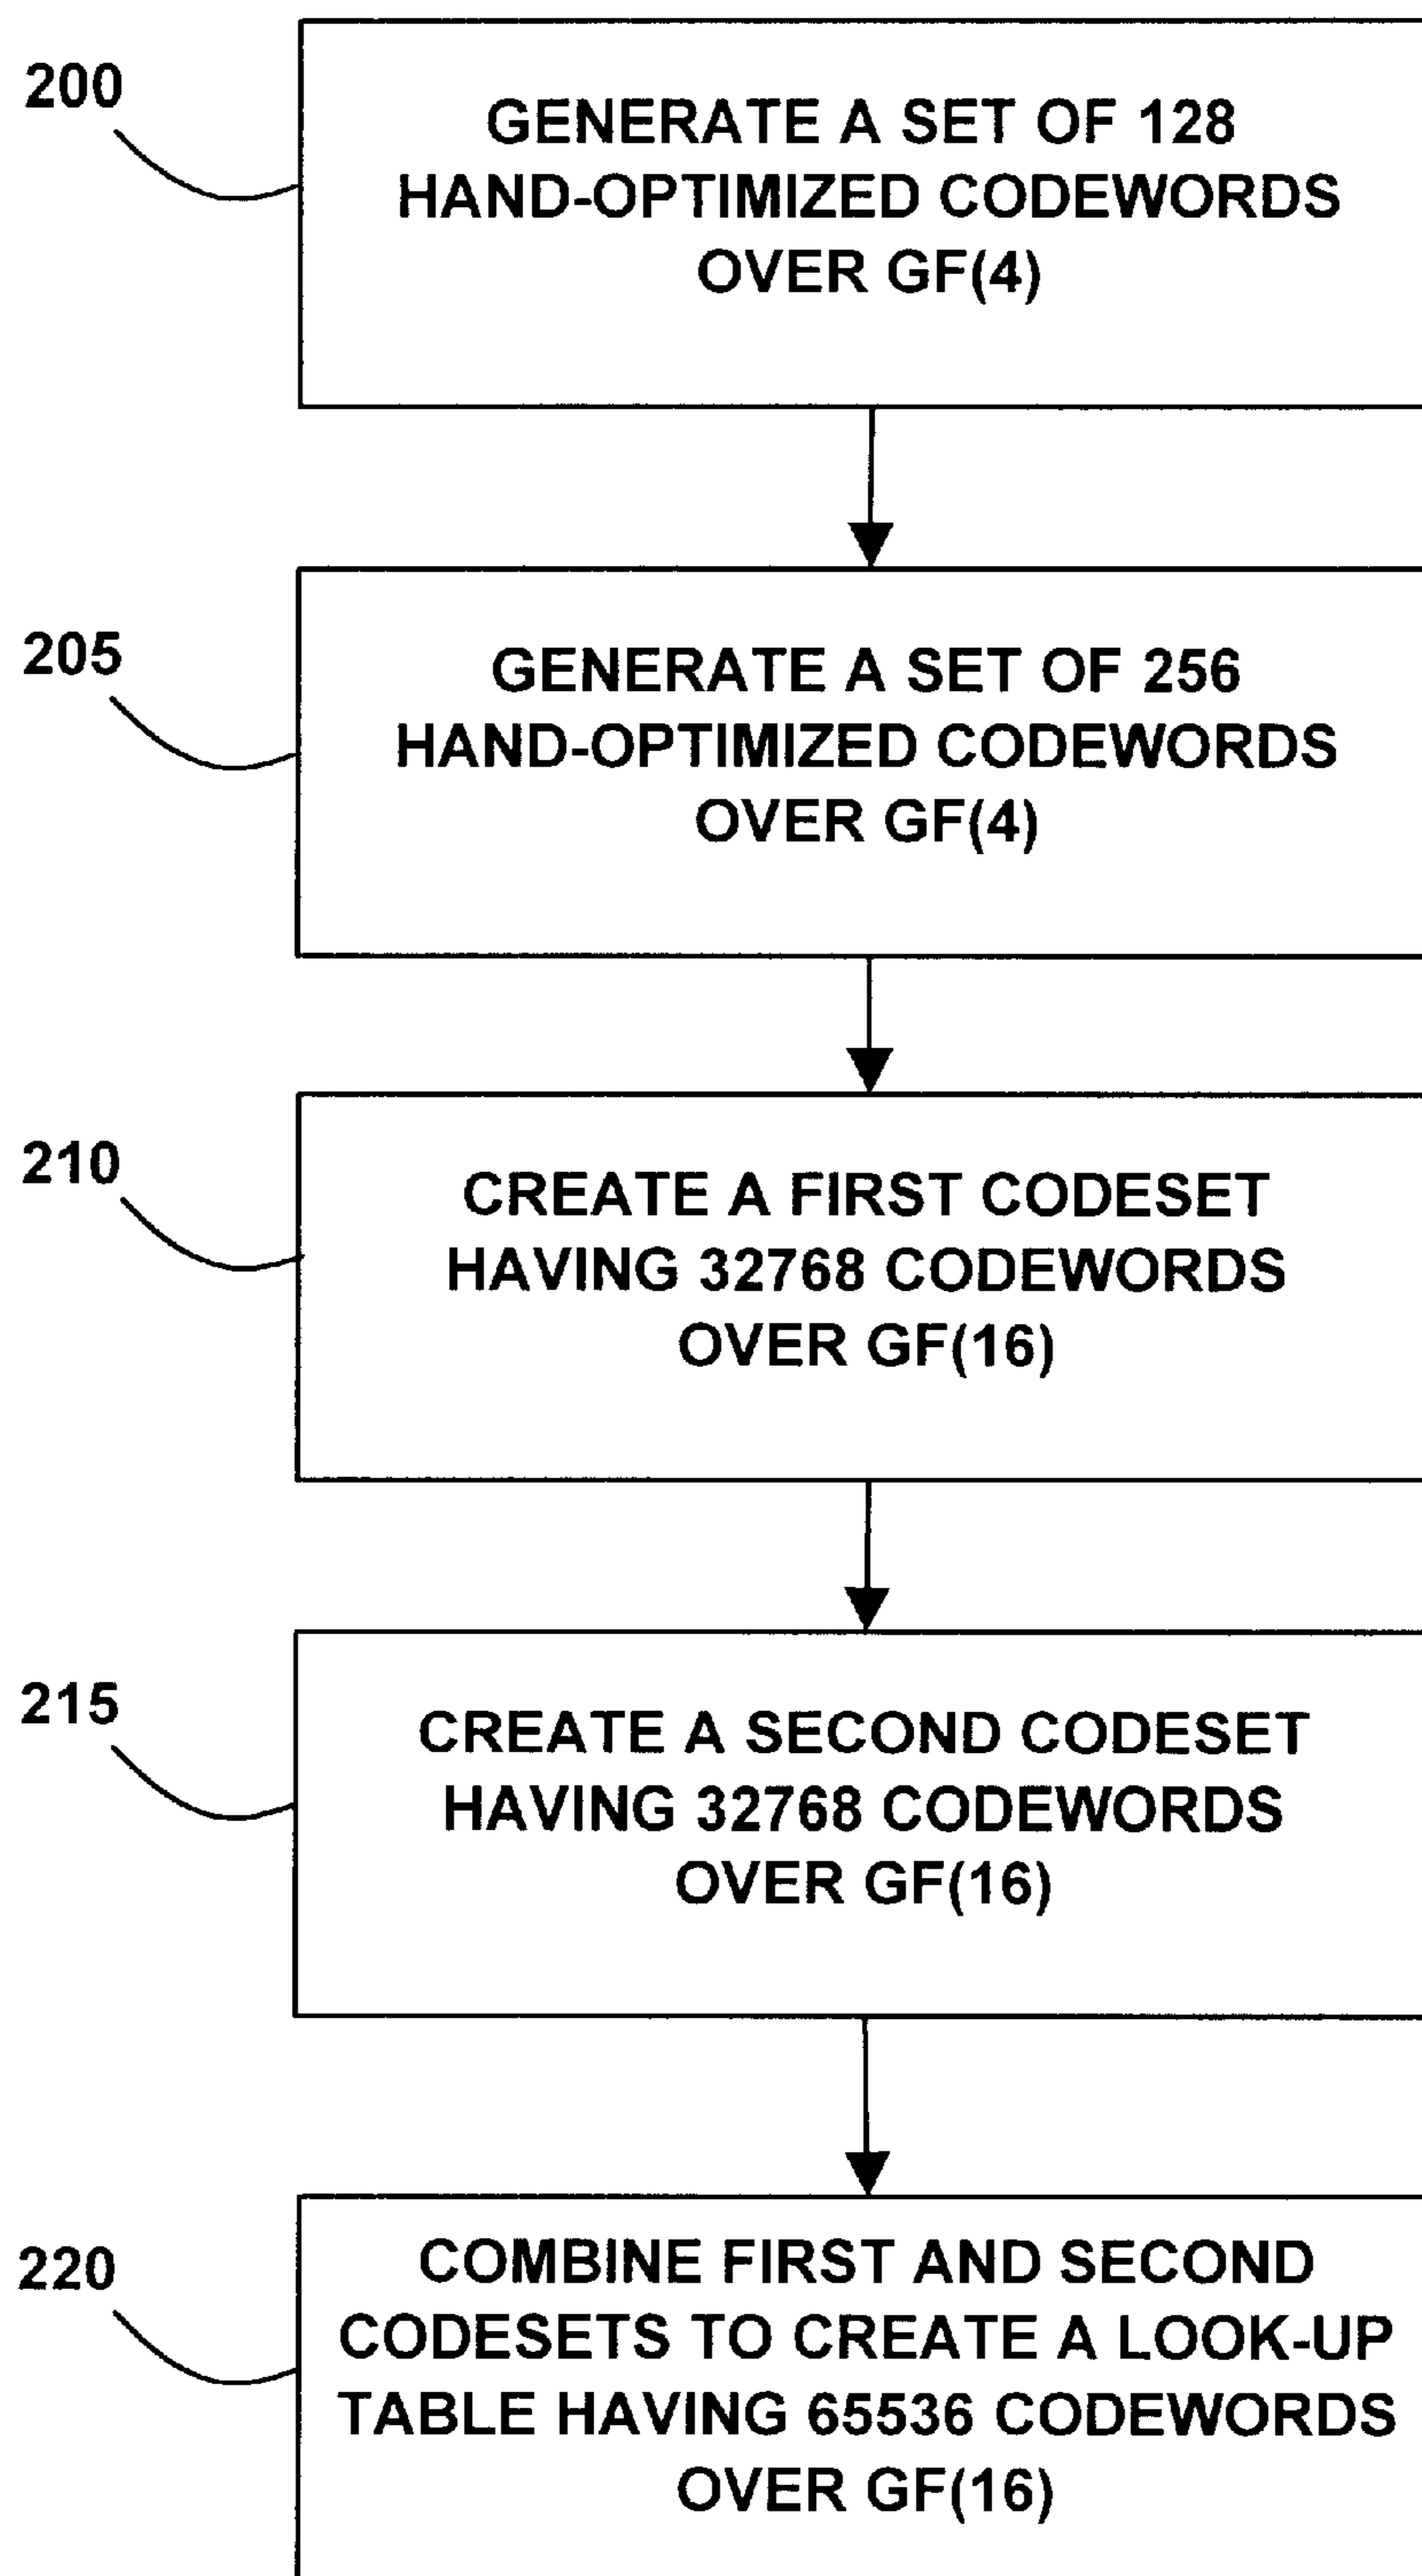 200
GENERATE A SET OF 128
HAND-OPTIMIZED CODEWORDS
OVER GF(4)
205
GENERATE A SET OF 256
HAND-OPTIMIZED CODEWORDS
OVER GF(4)
210
CREATE A FIRST CODESET
HAVING 32768 CODEWORDS
OVER GF(16)
215
CREATE A SECOND CODESET
HAVING 32768 CODEWORDS
OVER GF(16)
220
COMBINE FIRST AND SECOND
CODESETS TO CREATE A LOOK-UP
TABLE HAVING 65536 CODEWORDS
OVER GF(16)